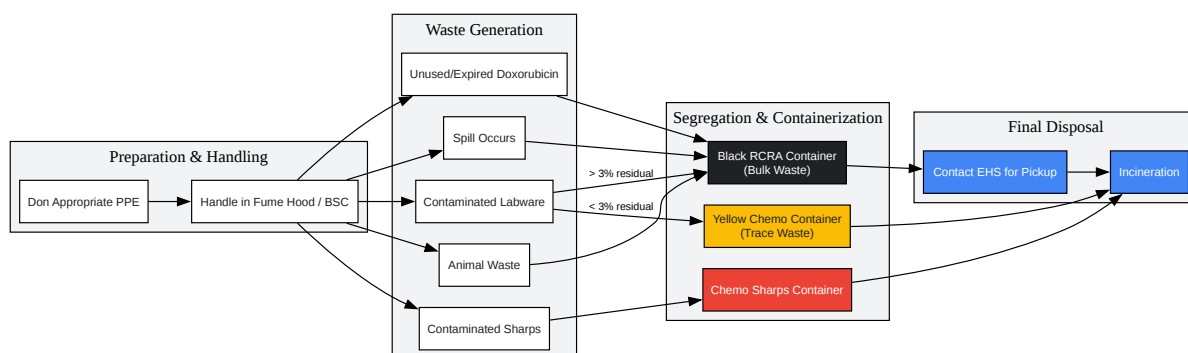 Waste Generation
Unused/Expired Doxorubicin
Spill Occurs
Contaminated Labware
Animal Waste
Contaminated Sharps
Preparation & Handling
Don Appropriate PPE
Handle in Fume Hood / BSC
> 3% residual
< 3% residual
Segregation & Containerization
Black RCRA Container
(Bulk Waste)
Yellow Chemo Container
(Trace Waste)
Chemo Sharps Container
Final Disposal
Contact EHS for Pickup
Incineration